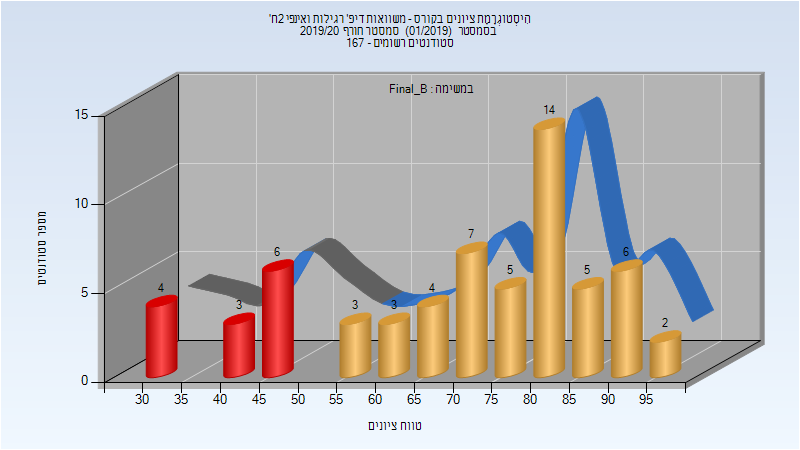 הִיסְטוֹגְרָמַת ציונים בקורס - משוואות דיפ' רגילות ואינפי 2ח'
בסמסטר (01/2019) סמסטר חורף 2019/20
סטודנטים רשומים - 167
במשימה : Final_B
מספר סטודנטים
15
10
5
0
4
3
6
3
3
4
7
5
14
5
6
2
30 35 40 45 50 55 60 65 70 75 80 85 90 95
טווח ציונים